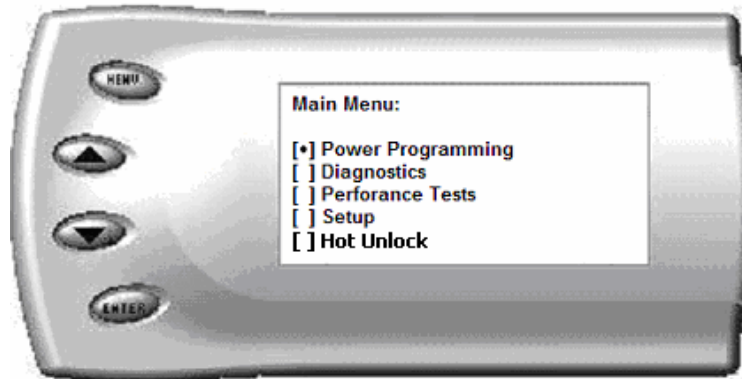 MENU
Main Menu:
[•] Power Programming
[ ] Diagnostics
[ ] Perforance Tests
[ ] Setup
[ ] Hot Unlock
ENTER